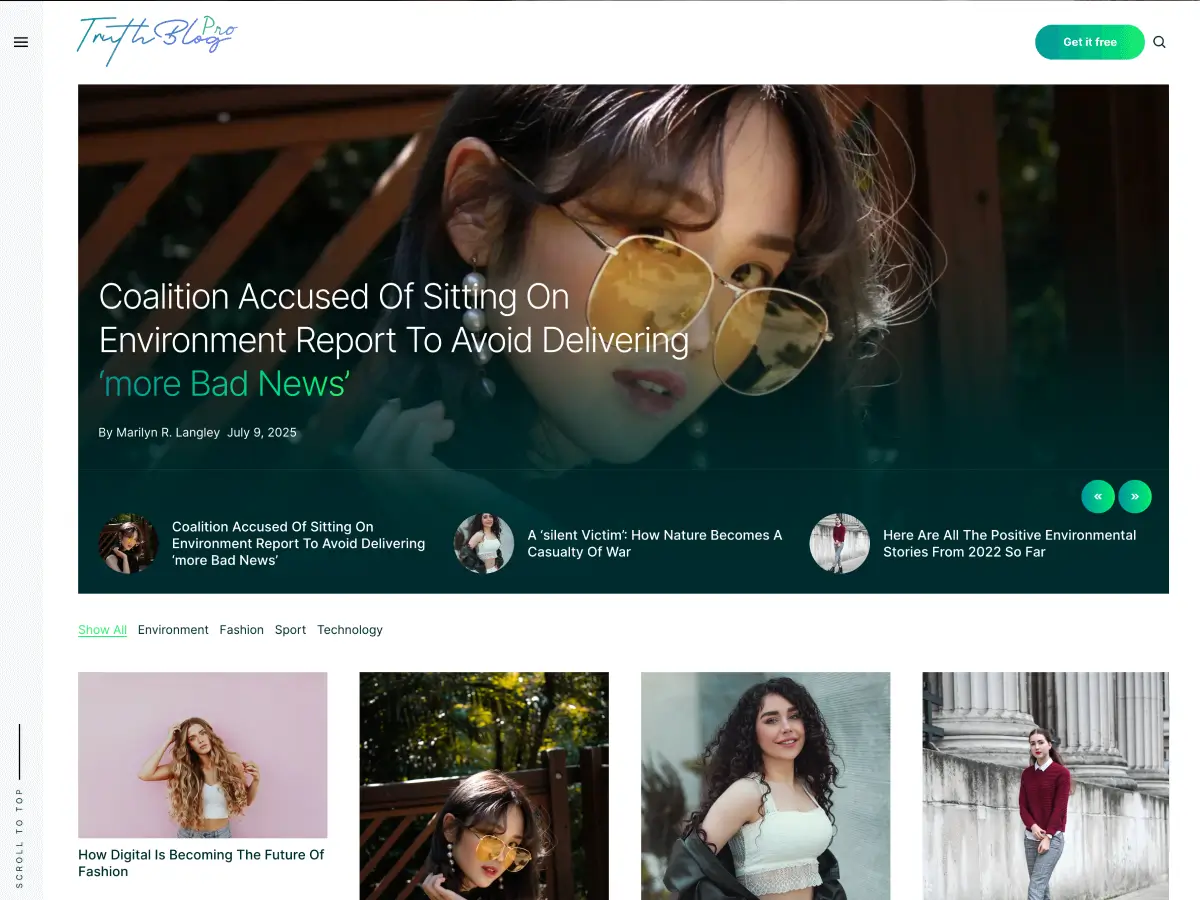 Truth Blog Pro
Get it free
Coalition Accused Of Sitting On
Environment Report To Avoid Delivering
‘more Bad News’
By Marilyn R. Langley July 9, 2025
«
»
Coalition Accused Of Sitting On
Environment Report To Avoid Delivering
‘more Bad News’
A ‘silent Victim’: How Nature Becomes A
Casualty Of War
Here Are All The Positive Environmental
Stories From 2022 So Far
Show All Environment Fashion Sport Technology
How Digital Is Becoming The Future Of
Fashion
SCROLL TO TOP